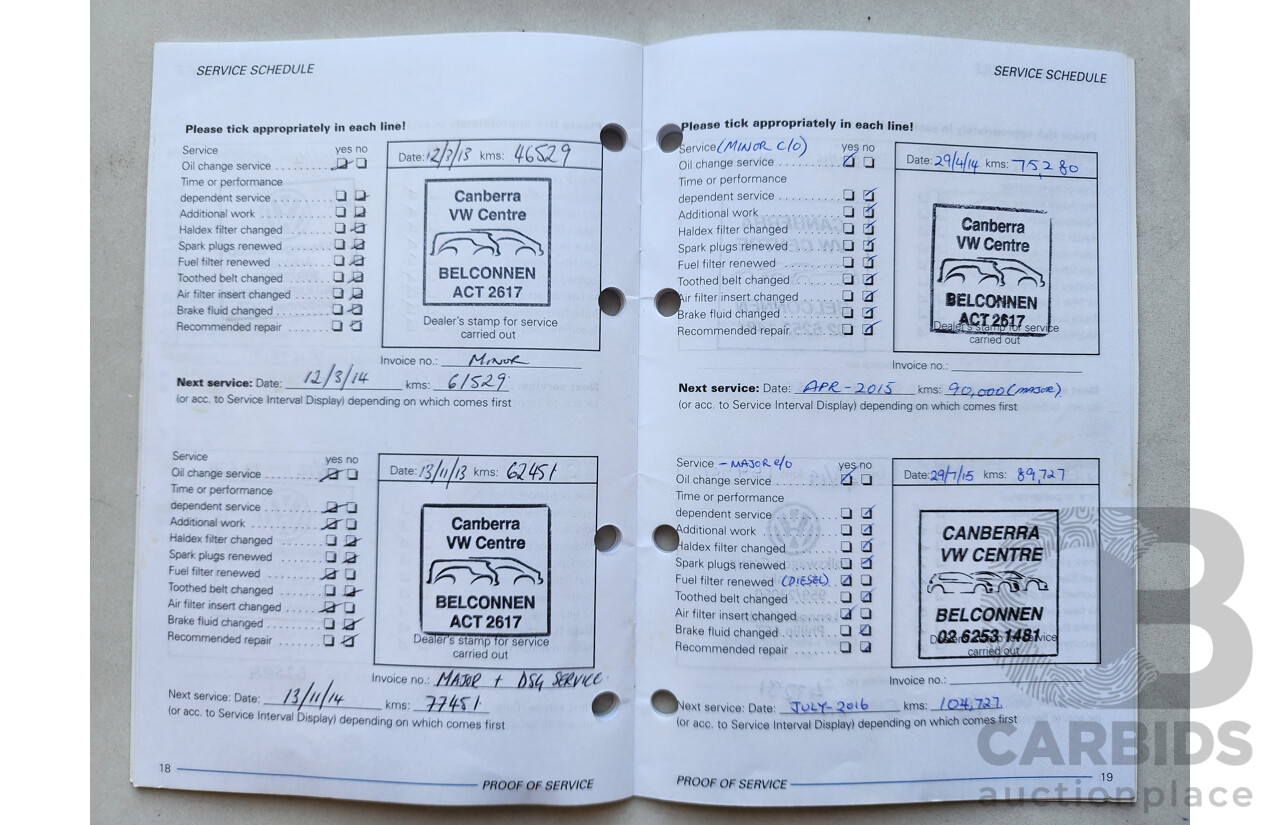 SERVICE SCHEDULE
Please tick appropriately in each line!
Service yes no
Oil change service
Time or performance
dependent service
Additional work
Haldex filter changed
Spark plugs renewed
Fuel filter renewed
Toothed belt changed
Air filter insert changed
Brake fluid changed
Recommended repair
Date: 12/3/13 kms: 46529
Canberra
VW Centre
BELCONNEN
ACT 2617
Dealer's stamp for service
carried out
Invoice no.: MINOR
Next service: Date: 12/3/14 kms: 61529
(or acc. to Service Interval Display) depending on which comes first
Service yes no
Oil change service
Time or performance
dependent service
Additional work
Haldex filter changed
Spark plugs renewed
Fuel filter renewed
Toothed belt changed
Air filter insert changed
Brake fluid changed
Recommended repair
Date: 13/11/13 kms: 62451
Canberra
VW Centre
BELCONNEN
ACT 2617
Dealer's stamp for service
carried out
Invoice no.: MAJOR + DSG SERVICE
Next service: Date: 13/11/14 kms: 77451
(or acc. to Service Interval Display) depending on which comes first
18
PROOF OF SERVICE
SERVICE SCHEDULE
Please tick appropriately in each line!
Service (MINOR C/O) yes no
Oil change service
Time or performance
dependent service
Additional work
Haldex filter changed
Spark plugs renewed
Fuel filter renewed
Toothed belt changed
Air filter insert changed
Brake fluid changed
Recommended repair
Date: 29/4/14 kms: 75,280
Canberra
VW Centre
BELCONNEN
ACT 2617
Dealer's stamp for service
carried out
Invoice no.:
Next service: Date: APR-2015 kms: 90,000 (MAJOR)
(or acc. to Service Interval Display) depending on which comes first
Service - MAJOR C/O yes no
Oil change service
Time or performance
dependent service
Additional work
Haldex filter changed
Spark plugs renewed
Fuel filter renewed (DIESEL)
Toothed belt changed
Air filter insert changed
Brake fluid changed
Recommended repair
Date: 29/7/15 kms: 89,727
CANBERRA
VW CENTRE
BELCONNEN
02 6253 1481
Dealer's stamp for service
carried out
Invoice no.:
Next service: Date: JULY-2016 kms: 104,727
(or acc. to Service Interval Display) depending on which comes first
PROOF OF SERVICE
19
CARBIDS
auctionplace